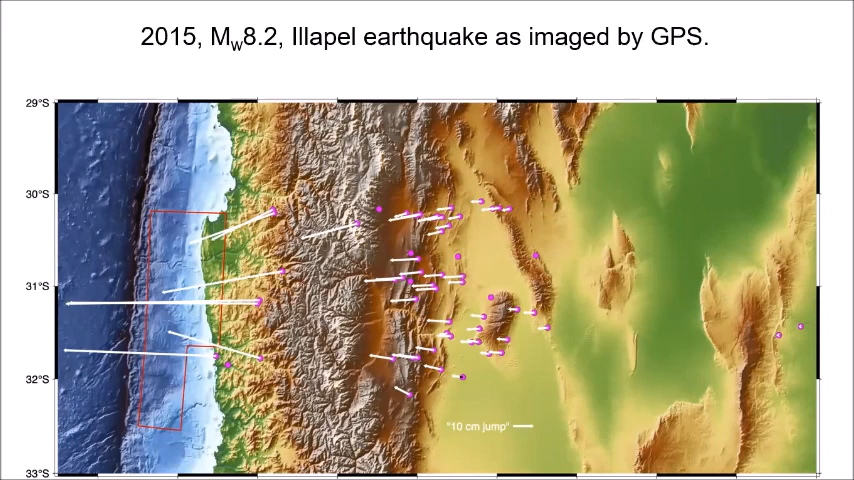 2015, Mw8.2, Illapel earthquake as imaged by GPS.
29°S
30°S
31°S
32°S
"10 cm jump"
33°S